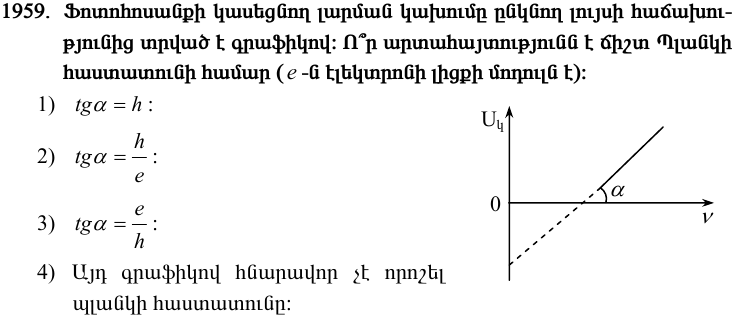 1959. Ֆոտոհոսանքի կասեցնող լարման կախումը ընկնող լույսի հաճախու-
թյունից տրված է գրաֆիկով: Ո՞ր արտահայտությունն է ճիշտ Պլանկի
հաստատունի համար (e -ն էլեկտրոնի լիցքի մոդուլն է):
1) tgα = h :
2) tgα = h/e :
3) tgα = e/h :
4) Այդ գրաֆիկով հնարավոր չէ որոշել
պլանկի հաստատունը:
Uկ
α
0
ν